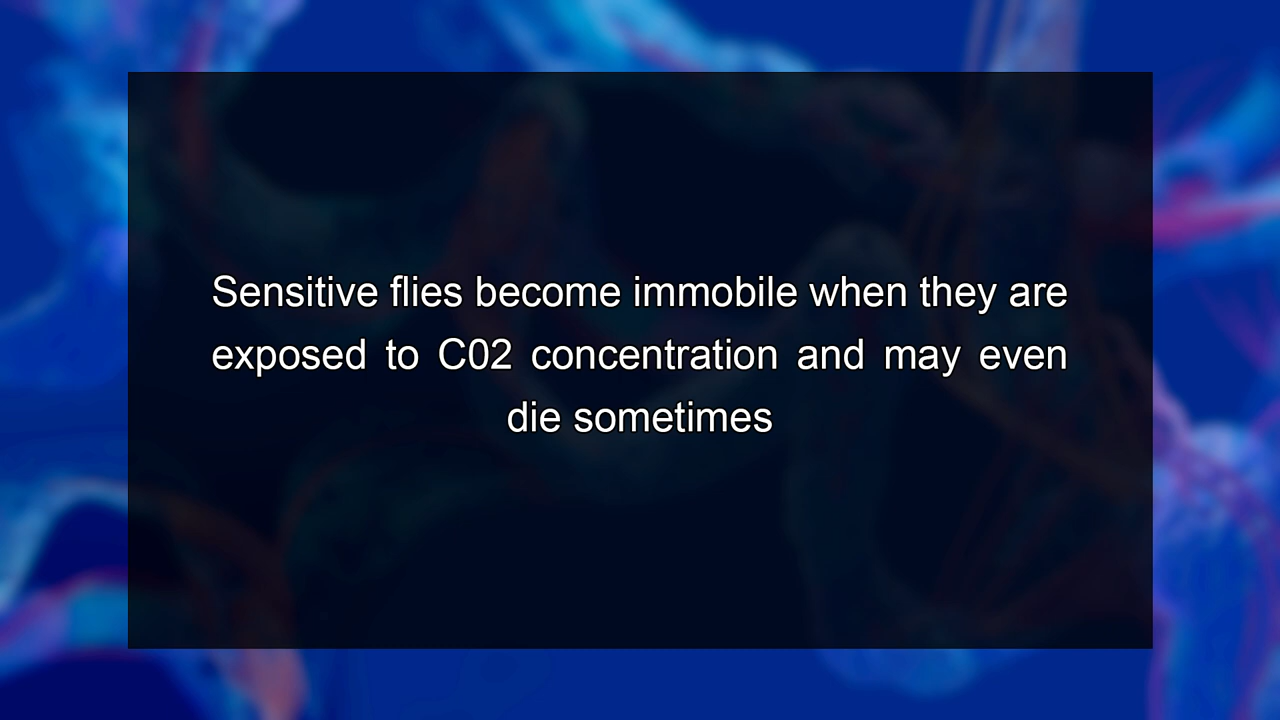 Sensitive flies become immobile when they are
exposed to C02 concentration and may even
die sometimes